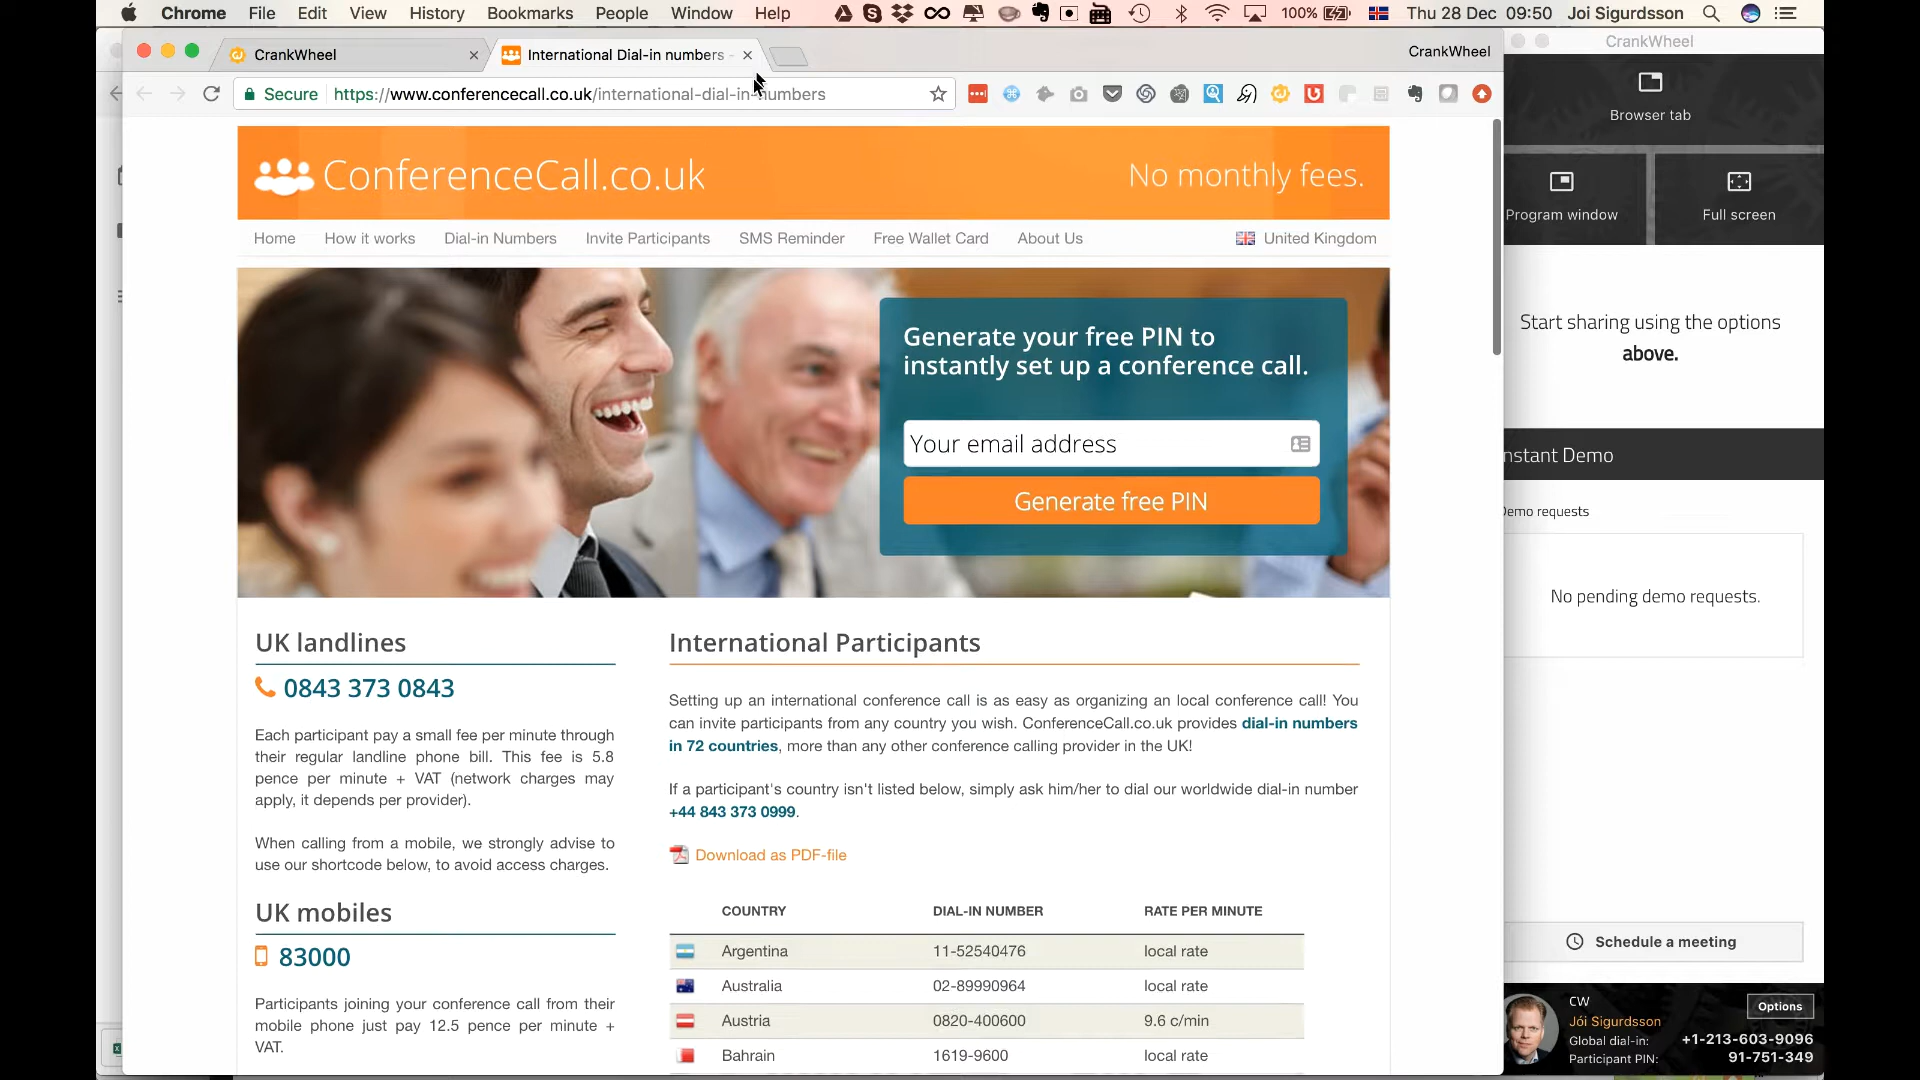 Chrome File Edit View History Bookmarks People Window Help 100% Thu 28 Dec 09:50 Joi Sigurdsson
CrankWheel
International Dial-in numbers -
CrankWheel
CrankWheel
Secure https://www.conferencecall.co.uk/international-dial-in-numbers
Browser tab
Program window
Full screen
ConferenceCall.co.uk
No monthly fees.
Home How it works Dial-in Numbers Invite Participants SMS Reminder Free Wallet Card About Us United Kingdom
Generate your free PIN to
instantly set up a conference call.
Your email address
Generate free PIN
Start sharing using the options
above.
nstant Demo
Demo requests
No pending demo requests.
UK landlines
0843 373 0843
Each participant pay a small fee per minute through
their regular landline phone bill. This fee is 5.8
pence per minute + VAT (network charges may
apply, it depends per provider).
When calling from a mobile, we strongly advise to
use our shortcode below, to avoid access charges.
UK mobiles
83000
Participants joining your conference call from their
mobile phone just pay 12.5 pence per minute +
VAT.
International Participants
Setting up an international conference call is as easy as organizing an local conference call! You
can invite participants from any country you wish. ConferenceCall.co.uk provides dial-in numbers
in 72 countries, more than any other conference calling provider in the UK!
If a participant's country isn't listed below, simply ask him/her to dial our worldwide dial-in number
+44 843 373 0999.
Download as PDF-file
COUNTRY DIAL-IN NUMBER RATE PER MINUTE
Argentina 11-52540476 local rate
Australia 02-89990964 local rate
Austria 0820-400600 9.6 c/min
Bahrain 1619-9600 local rate
Schedule a meeting
CW
Options
Jói Sigurdsson
Global dial-in: +1-213-603-9096
Participant PIN: 91-751-349